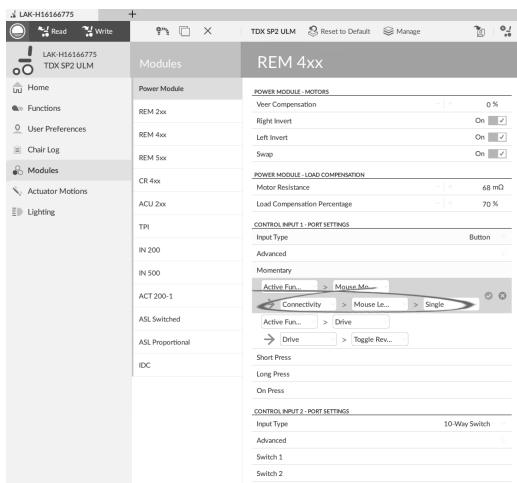 LAK-H16166775
Read
Write
TDX SP2 ULM
Reset to Default
Manage
LAK-H16166775
TDX SP2 ULM
Home
Functions
User Preferences
Chair Log
Modules
Actuator Motions
Lighting
Modules
Power Module
REM 2xx
REM 4xx
REM 5xx
CR 4xx
ACU 2xx
TPI
IN 200
IN 500
ACT 200-1
ASL Switched
ASL Proportional
IDC
REM 4xx
POWER MODULE - MOTORS
Veer Compensation - + 0 %
Right Invert On
Left Invert On
Swap On
POWER MODULE - LOAD COMPENSATION
Motor Resistance - + 68 mΩ
Load Compensation Percentage - + 70 %
CONTROL INPUT 1 - PORT SETTINGS
Input Type Button
Advanced
Momentary
Active Fun... > Mouse Mo...
Connectivity > Mouse Le... > Single
Active Fun... > Drive
Drive > Toggle Rev...
Short Press
Long Press
On Press
CONTROL INPUT 2 - PORT SETTINGS
Input Type 10-Way Switch
Advanced
Switch 1
Switch 2